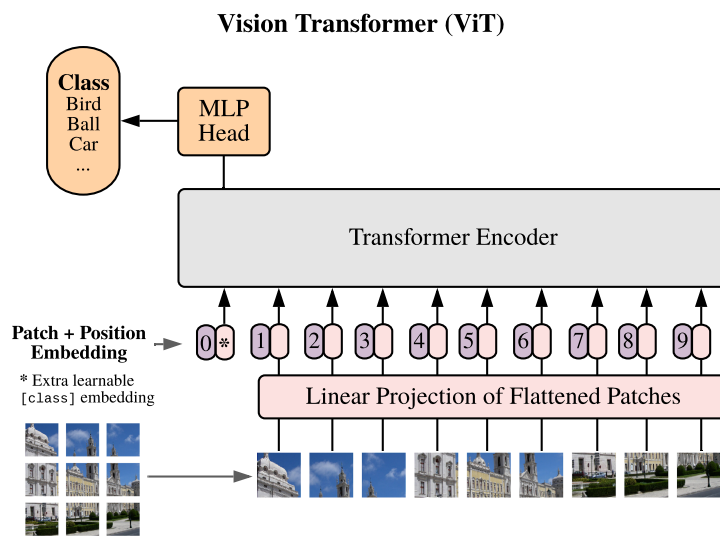 Vision Transformer (ViT)
Class
Bird
Ball
Car
...
MLP
Head
Transformer Encoder
Patch + Position
Embedding
0 * 1 2 3 4 5 6 7 8 9
* Extra learnable
[class] embedding
Linear Projection of Flattened Patches